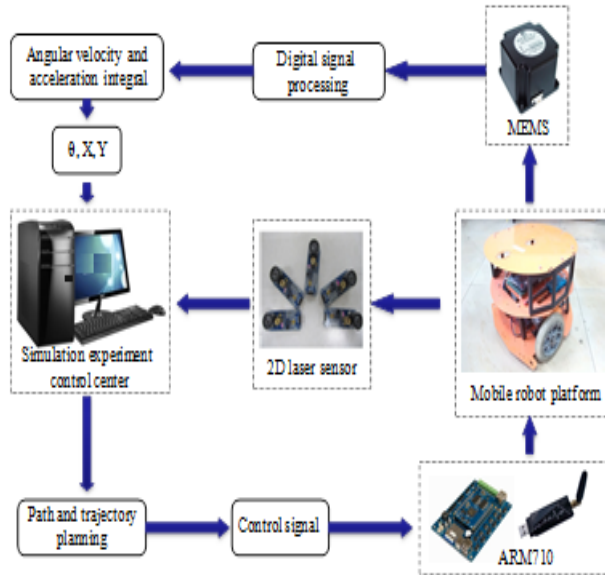 Angular velocity and
acceleration integral
Digital signal
processing
MEMS
θ, X, Y
Simulation experiment
control center
2D laser sensor
Mobile robot platform
Path and trajectory
planning
Control signal
ARM710